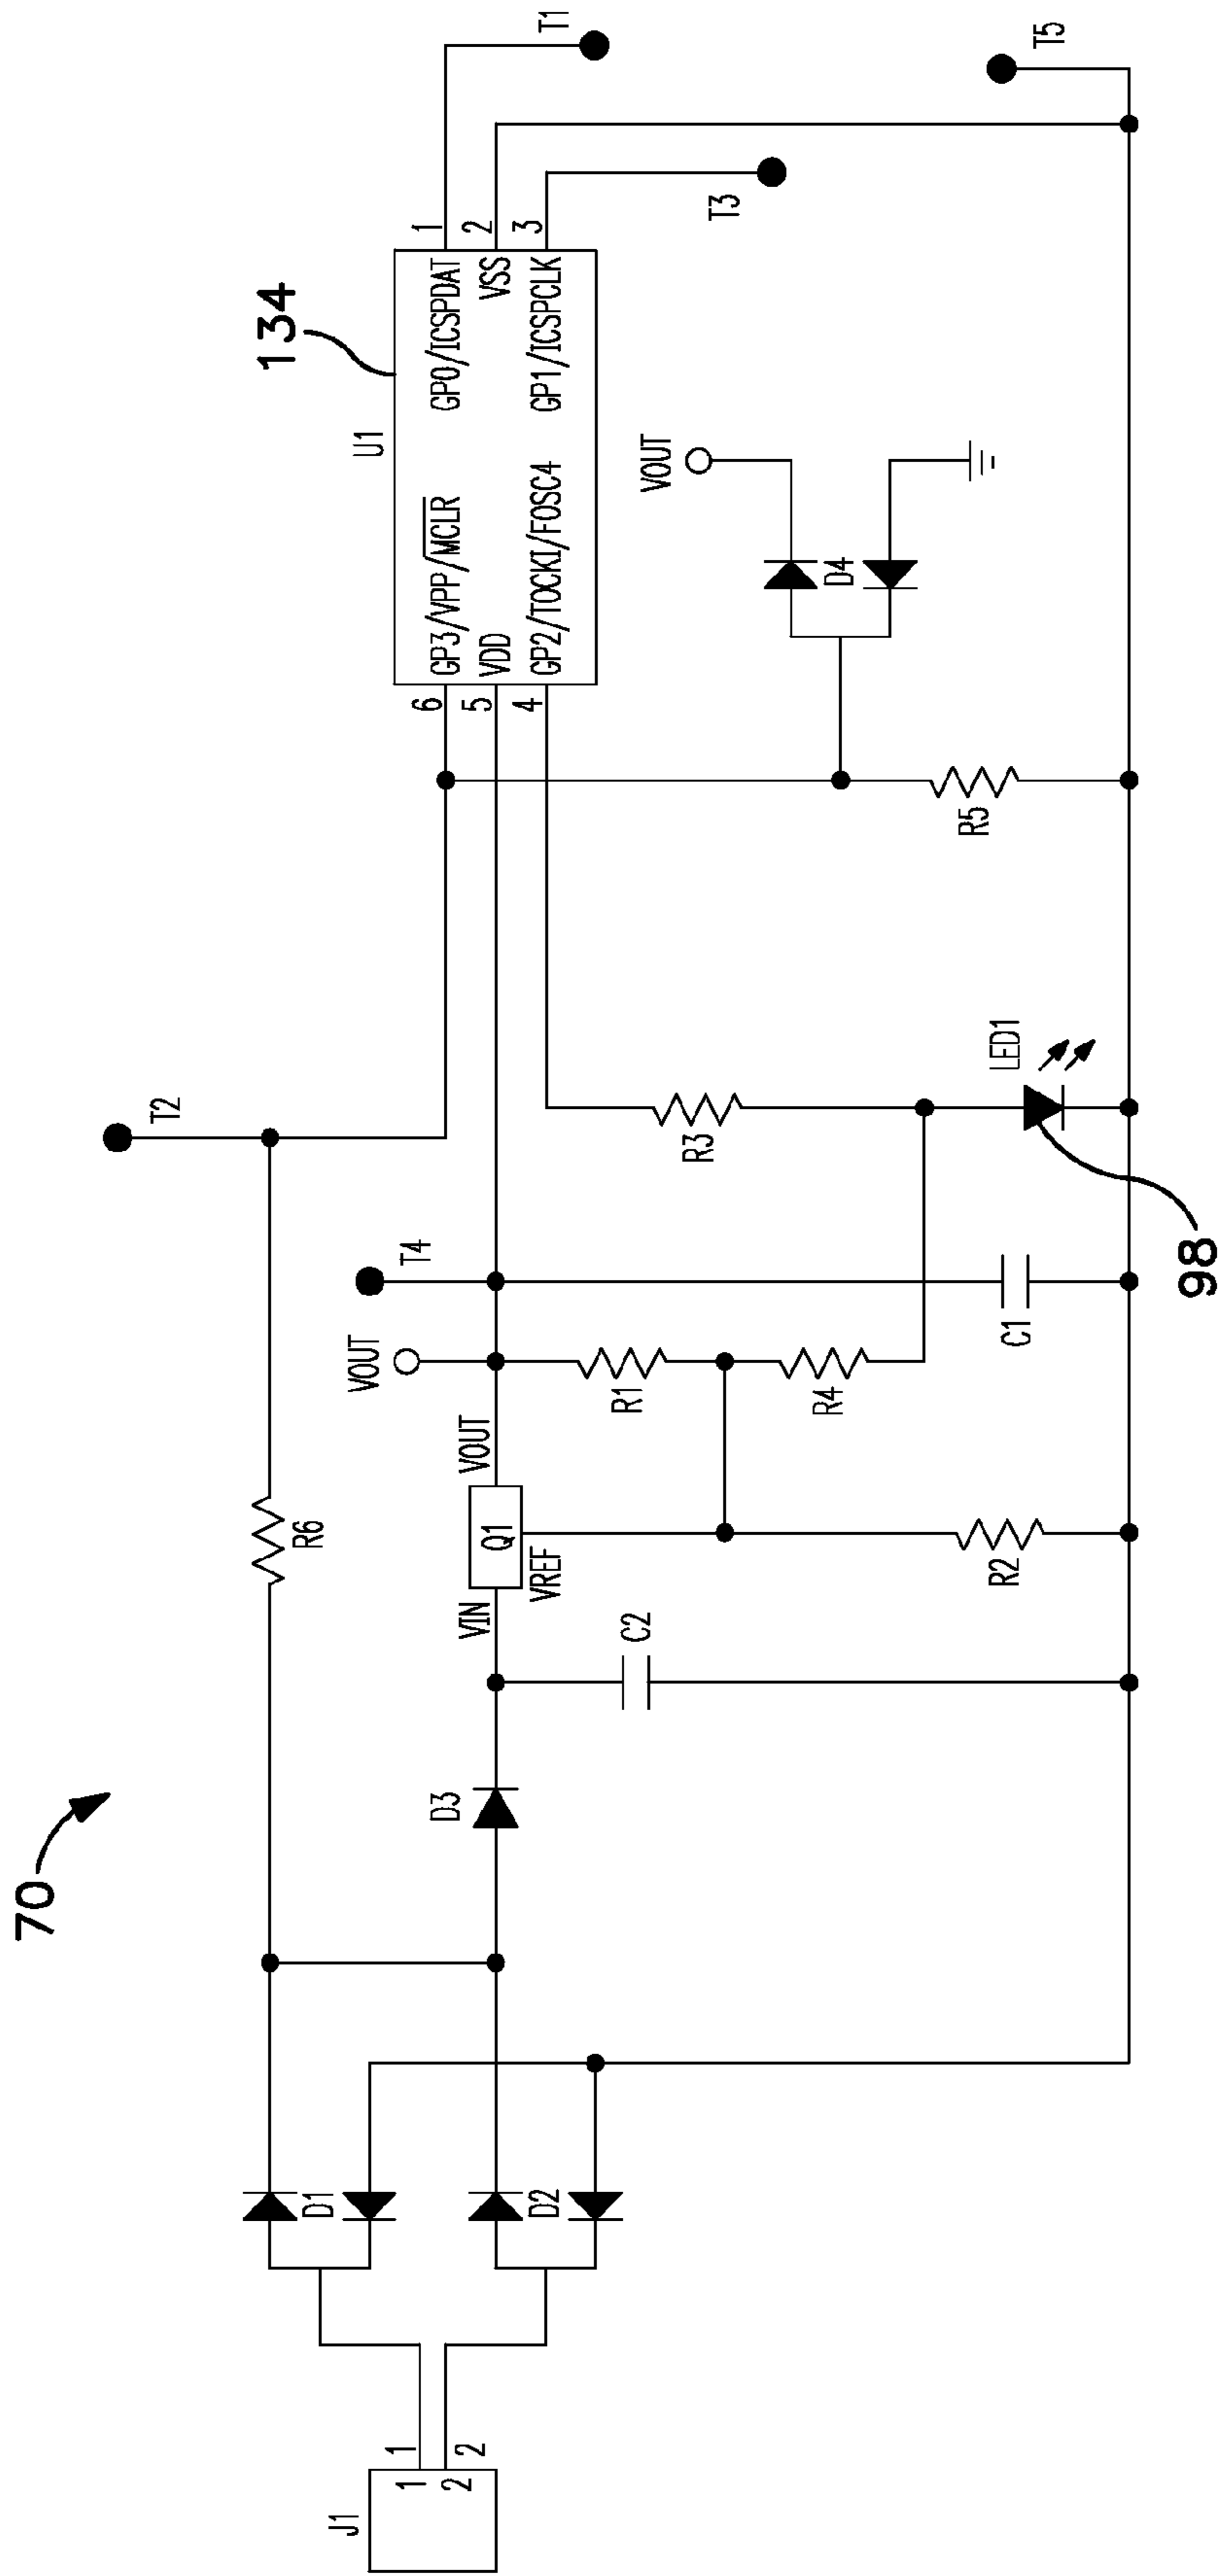 70
J1
1
1
2
2
D1
D2
R6
D3
C2
VIN
Q1
VREF
VOUT
VOUT
R1
R4
R2
T4
C1
T2
R3
LED1
98
R5
6
5
4
U1
134
GP3/VPP/MCLR
VDD
GP2/TOCKI/FOSC4
GP0/ICSPDAT
VSS
GP1/ICSPCLK
1
2
3
VOUT
D4
T1
T3
T5